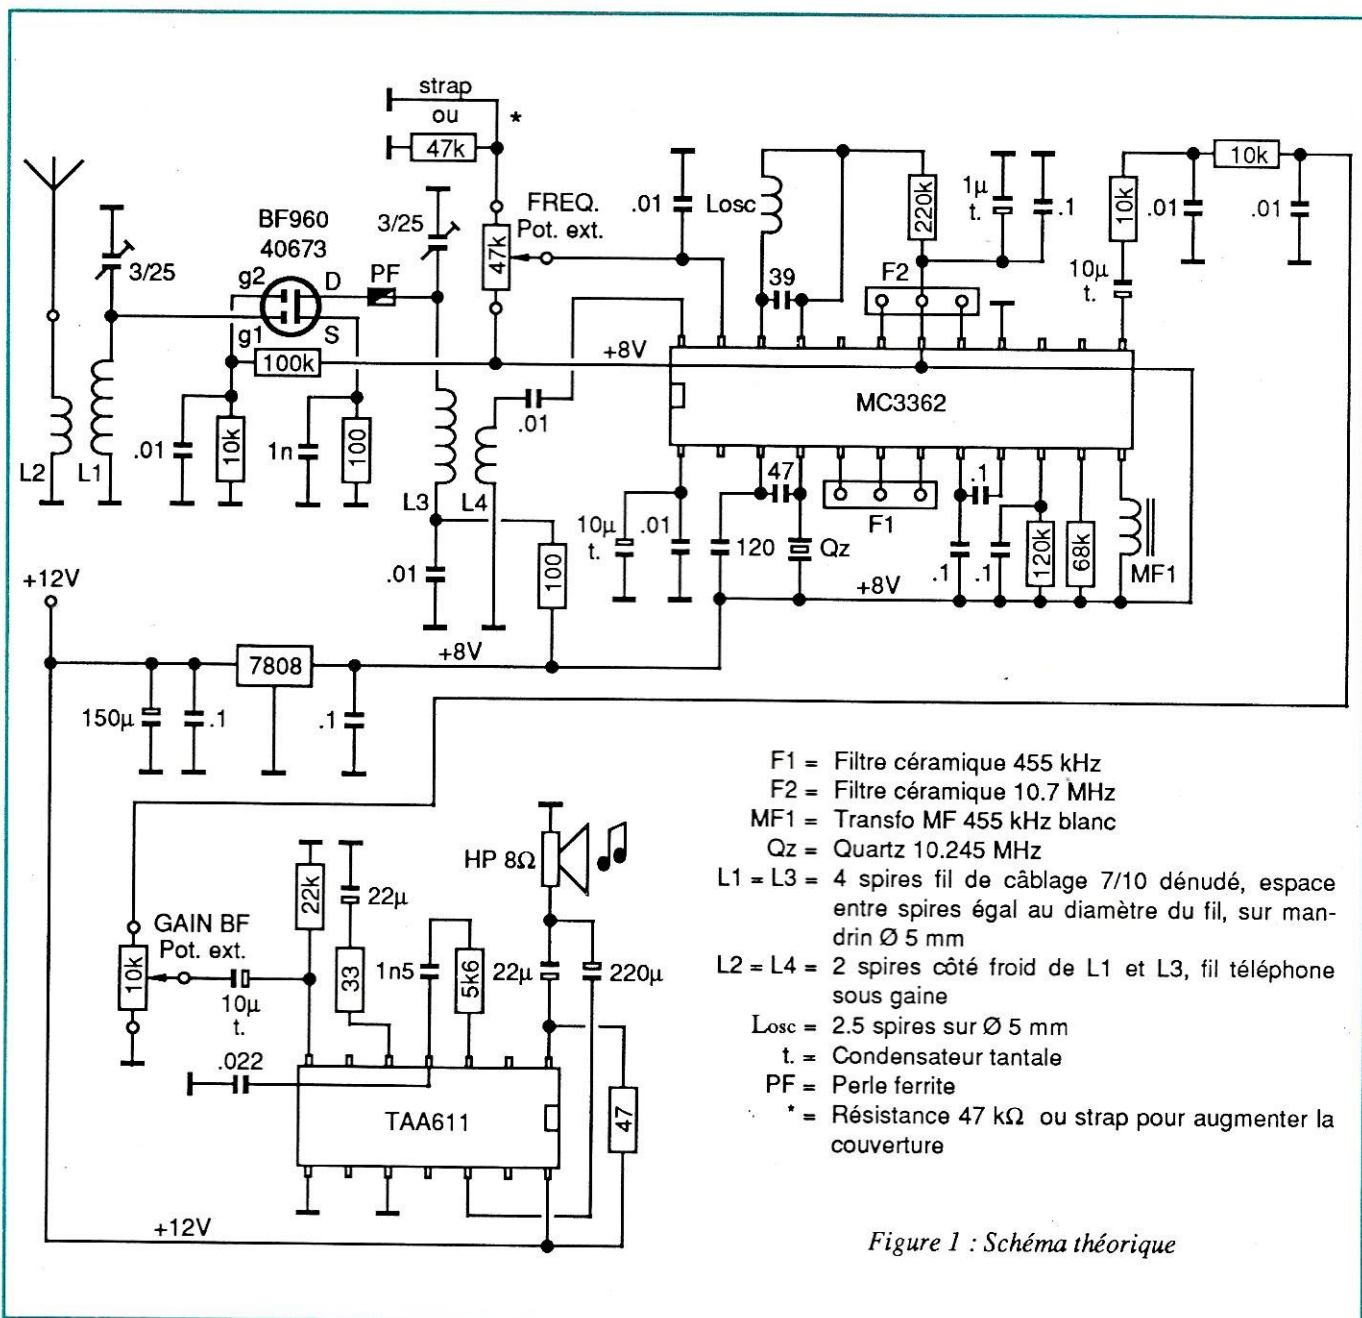 strap
ou
*
47k
BF960
40673
3/25
g2
D
PF
g1
S
3/25
FREQ.
Pot. ext.
47k
.01
Losc
220k
1µ
t.
.1
10k
10k
.01
.01
10µ
t.
39
F2
100k
+8V
MC3362
.01
10k
1n
100
L2
L1
L3
L4
.01
.01
100
10µ
t.
.01
120
47
Qz
F1
.1
.1
.1
120k
68k
MF1
+8V
+12V
+8V
7808
150µ
.1
.1
F1 = Filtre céramique 455 kHz
F2 = Filtre céramique 10.7 MHz
MF1 = Transfo MF 455 kHz blanc
Qz = Quartz 10.245 MHz
L1 = L3 = 4 spires fil de câblage 7/10 dénudé, espace
entre spires égal au diamètre du fil, sur man-
drin Ø 5 mm
L2 = L4 = 2 spires côté froid de L1 et L3, fil téléphone
sous gaine
Losc = 2.5 spires sur Ø 5 mm
t. = Condensateur tantale
PF = Perle ferrite
* = Résistance 47 kΩ ou strap pour augmenter la
couverture
HP 8Ω
GAIN BF
Pot. ext.
10k
10µ
t.
22k
22µ
33
1n5
5k6
22µ
220µ
.022
TAA611
47
+12V
Figure 1 : Schéma théorique